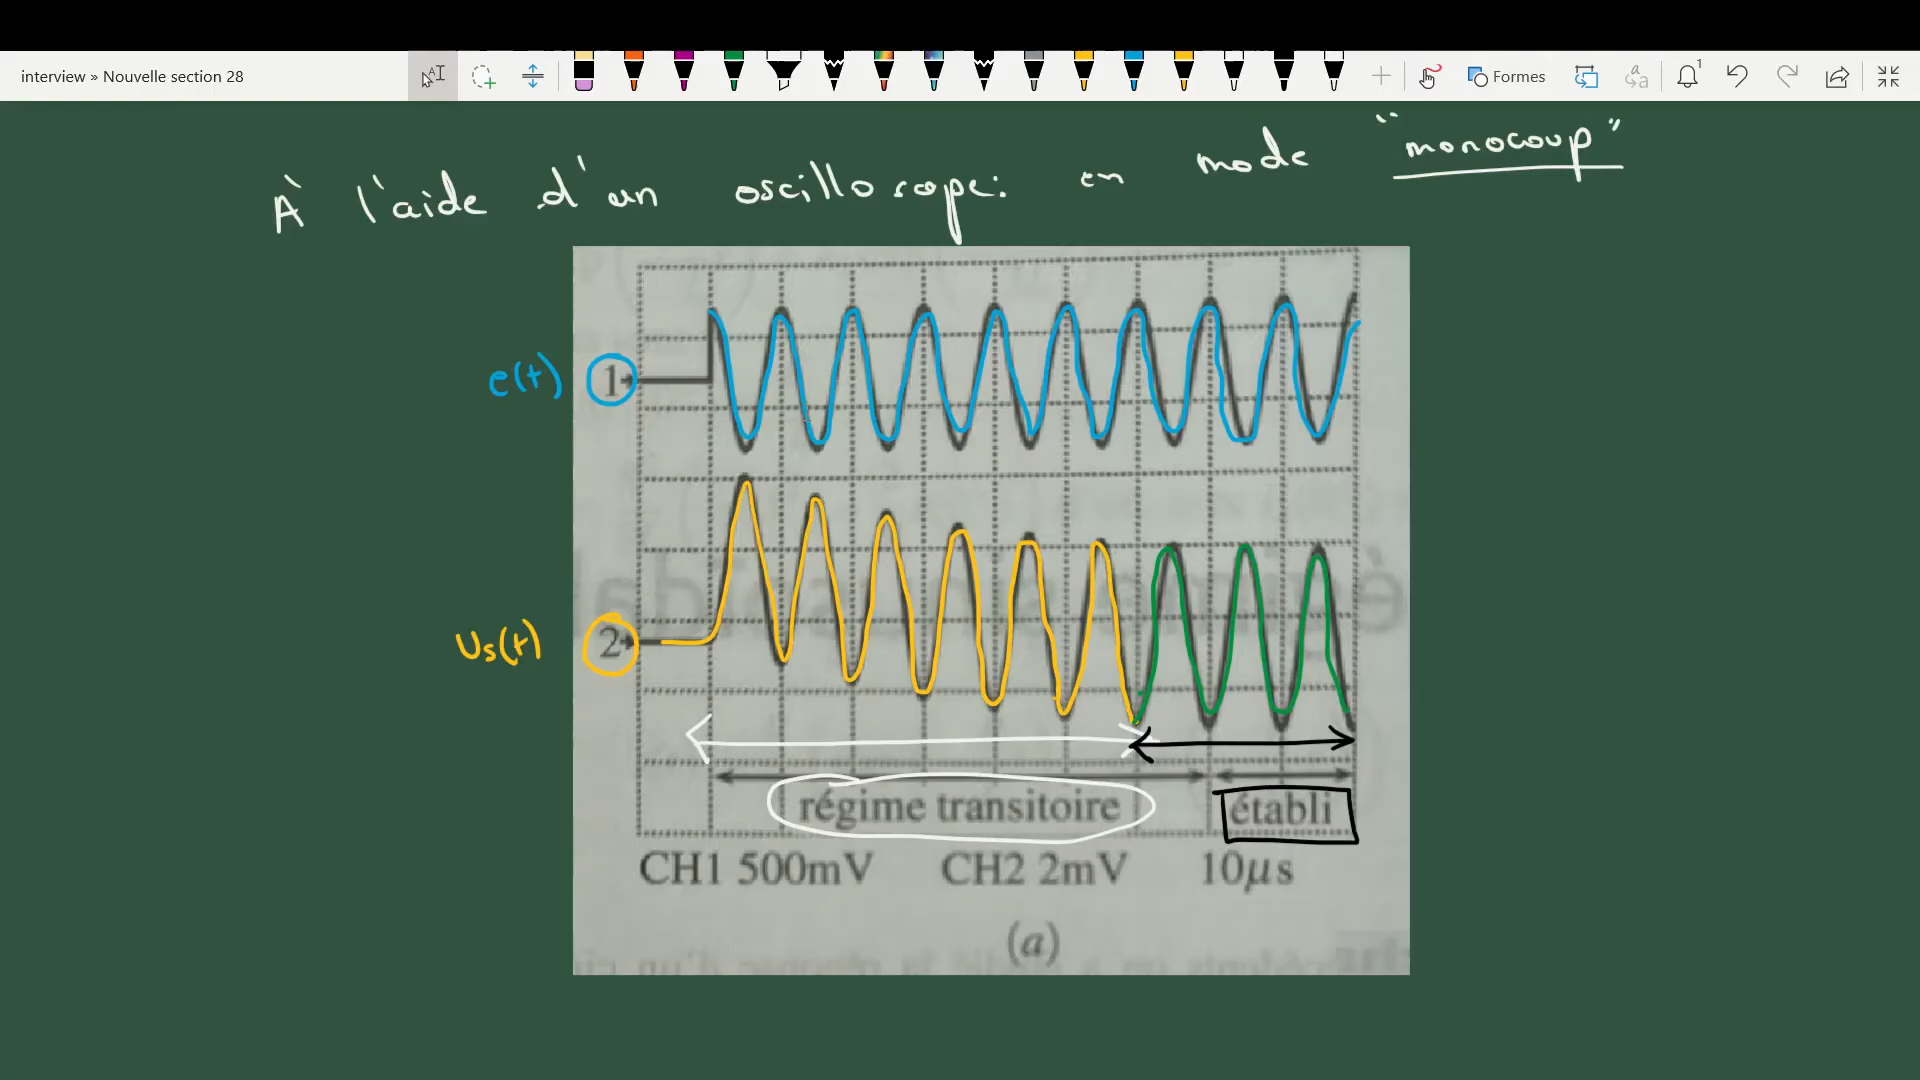 interview » Nouvelle section 28
Formes
1
À l'aide d'un oscilloscope: en mode "monocoup"
e(t) 1
Us(t) 2
régime transitoire établi
CH1 500mV CH2 2mV 10µs
(a)